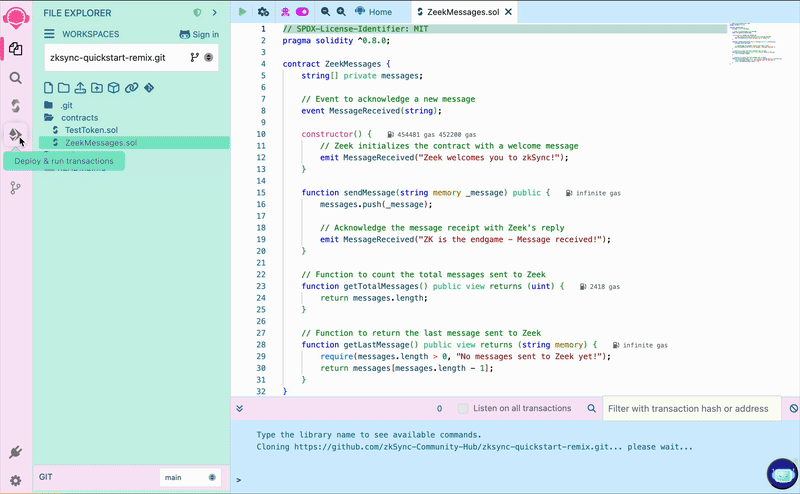 FILE EXPLORER
WORKSPACES
Sign in
zksync-quickstart-remix.git
.git
contracts
TestToken.sol
ZeekMessages.sol
Deploy & run transactions
GIT
main
Home
ZeekMessages.sol
1 // SPDX-License-Identifier: MIT
2 pragma solidity ^0.8.0;
3
4 contract ZeekMessages {
5 string[] private messages;
6
7 // Event to acknowledge a new message
8 event MessageReceived(string);
9
10 constructor() { 454481 gas 452200 gas
11 // Zeek initializes the contract with a welcome message
12 emit MessageReceived("Zeek welcomes you to zkSync!");
13 }
14
15 function sendMessage(string memory _message) public { infinite gas
16 messages.push(_message);
17
18 // Acknowledge the message receipt with Zeek's reply
19 emit MessageReceived("ZK is the endgame - Message received!");
20 }
21
22 // Function to count the total messages sent to Zeek
23 function getTotalMessages() public view returns (uint) { 2418 gas
24 return messages.length;
25 }
26
27 // Function to return the last message sent to Zeek
28 function getLastMessage() public view returns (string memory) { infinite gas
29 require(messages.length > 0, "No messages sent to Zeek yet!");
30 return messages[messages.length - 1];
31 }
32 }
0
Listen on all transactions
Filter with transaction hash or address
Type the library name to see available commands.
Cloning https://github.com/zkSync-Community-Hub/zksync-quickstart-remix.git... please wait...
>